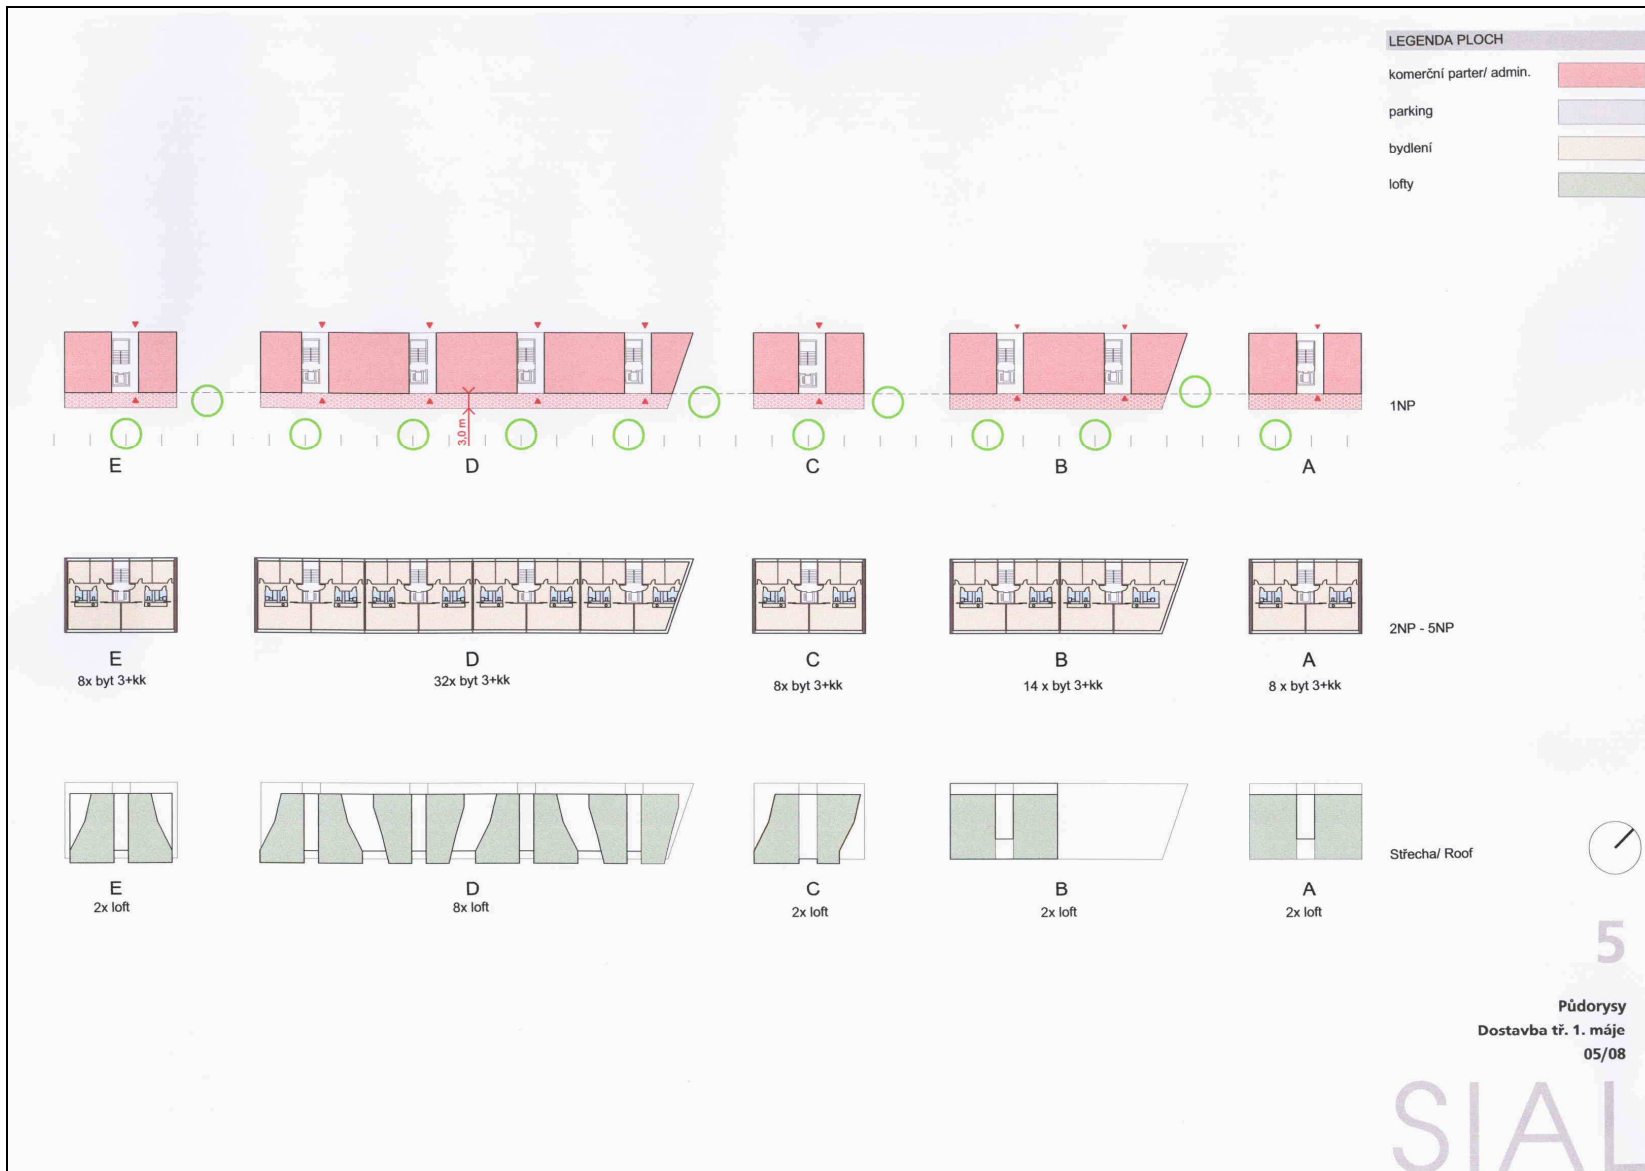 LEGENDA PLOCH
komerční parter/ admin.
parking
bydlení
lofty
3,0 m
1NP
E
D
C
B
A
2NP - 5NP
E
D
C
B
A
8x byt 3+kk
32x byt 3+kk
8x byt 3+kk
14 x byt 3+kk
8 x byt 3+kk
Střecha/ Roof
E
D
C
B
A
2x loft
8x loft
2x loft
2x loft
2x loft
5
Půdorysy
Dostavba tř. 1. máje
05/08
SIAL